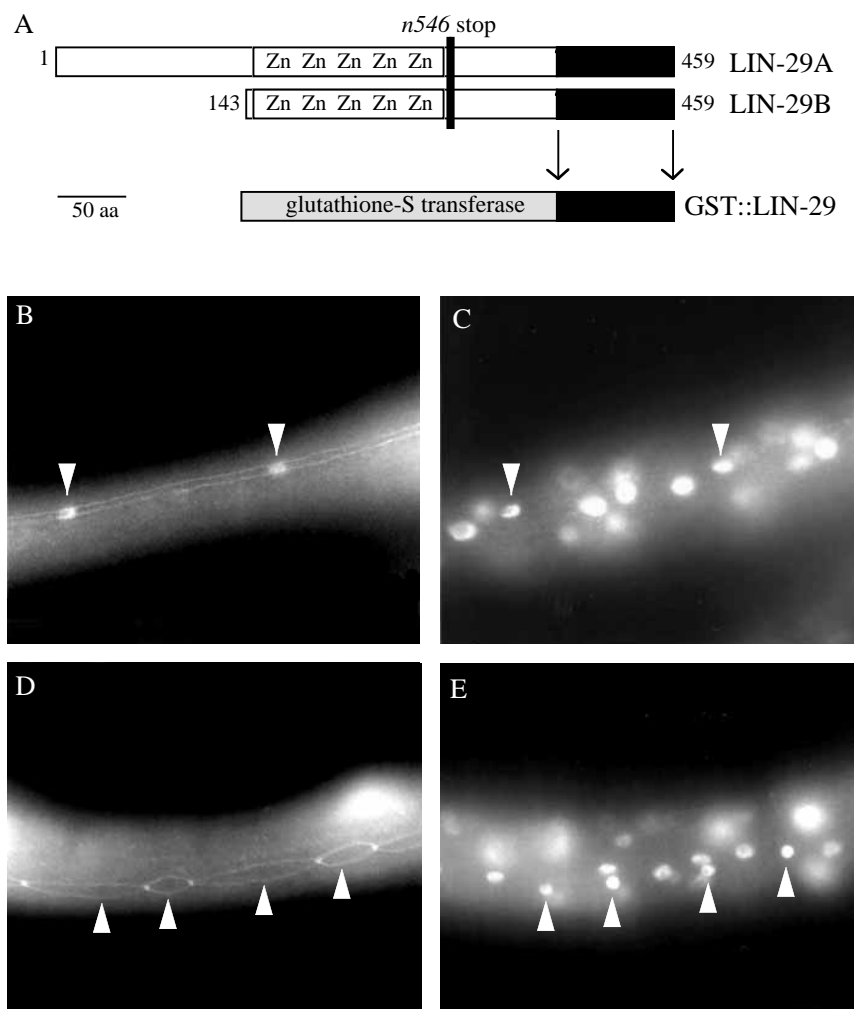 A
n546 stop
1 Zn Zn Zn Zn Zn 459 LIN-29A
143 Zn Zn Zn Zn Zn 459 LIN-29B
50 aa
glutathione-S transferase GST::LIN-29
B
C
D
E